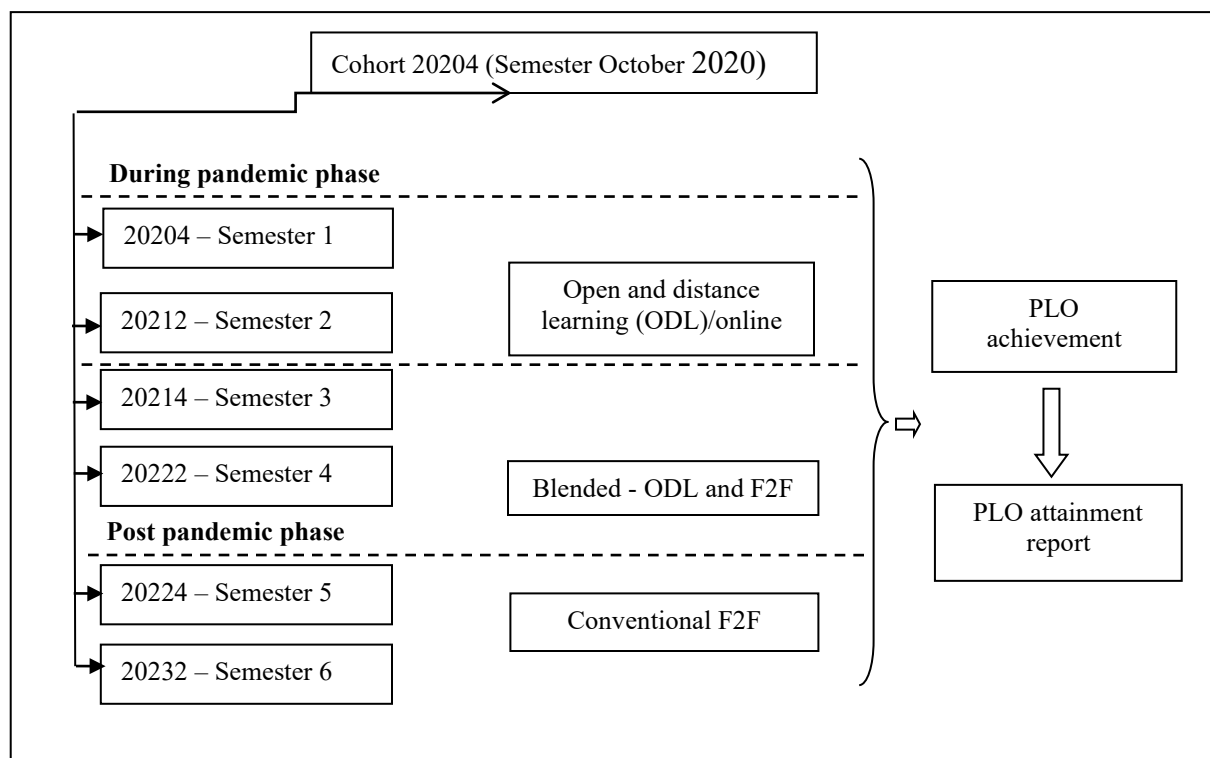 Cohort 20204 (Semester October 2020)
During pandemic phase
20204 – Semester 1
20212 – Semester 2
Open and distance
learning (ODL)/online
20214 – Semester 3
20222 – Semester 4
Blended - ODL and F2F
Post pandemic phase
20224 – Semester 5
20232 – Semester 6
Conventional F2F
PLO
achievement
PLO attainment
report